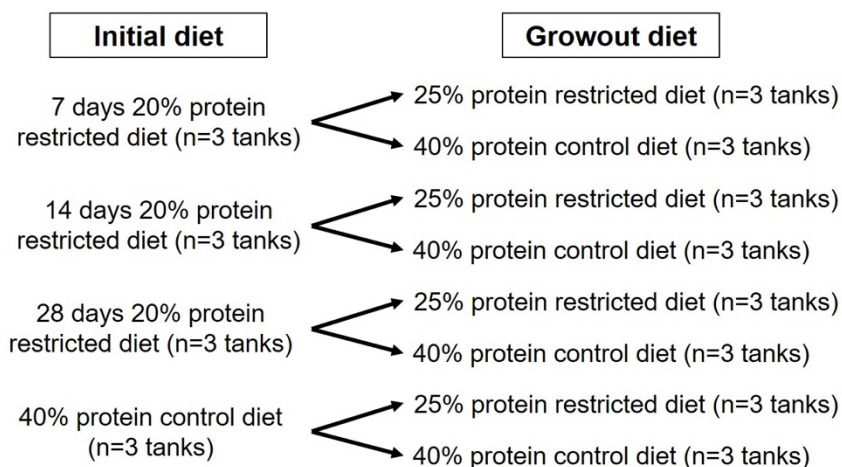 Initial diet
Growout diet
7 days 20% protein
restricted diet (n=3 tanks)
25% protein restricted diet (n=3 tanks)
40% protein control diet (n=3 tanks)
14 days 20% protein
restricted diet (n=3 tanks)
25% protein restricted diet (n=3 tanks)
40% protein control diet (n=3 tanks)
28 days 20% protein
restricted diet (n=3 tanks)
25% protein restricted diet (n=3 tanks)
40% protein control diet (n=3 tanks)
40% protein control diet
(n=3 tanks)
25% protein restricted diet (n=3 tanks)
40% protein control diet (n=3 tanks)